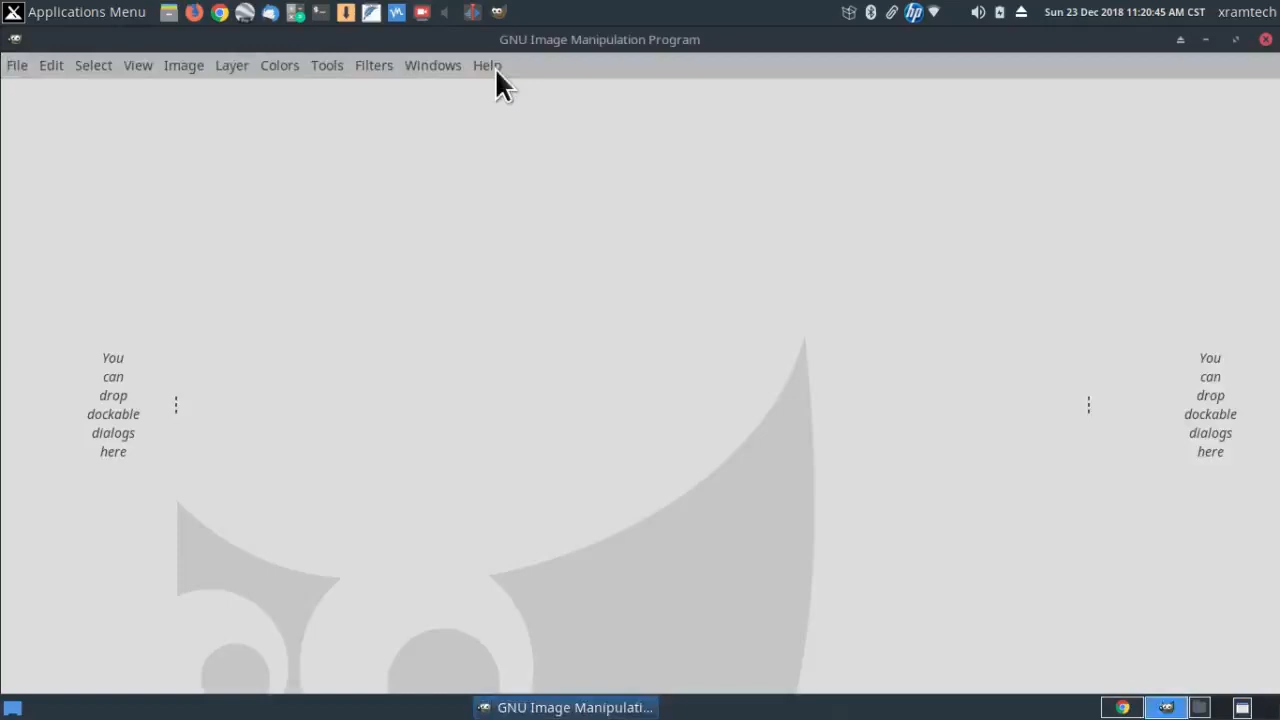 Applications Menu
Sun 23 Dec 2018 11:20:45 AM CST
xramtech
GNU Image Manipulation Program
File Edit Select View Image Layer Colors Tools Filters Windows Help
You
can
drop
dockable
dialogs
here
You
can
drop
dockable
dialogs
here
GNU Image Manipulati...